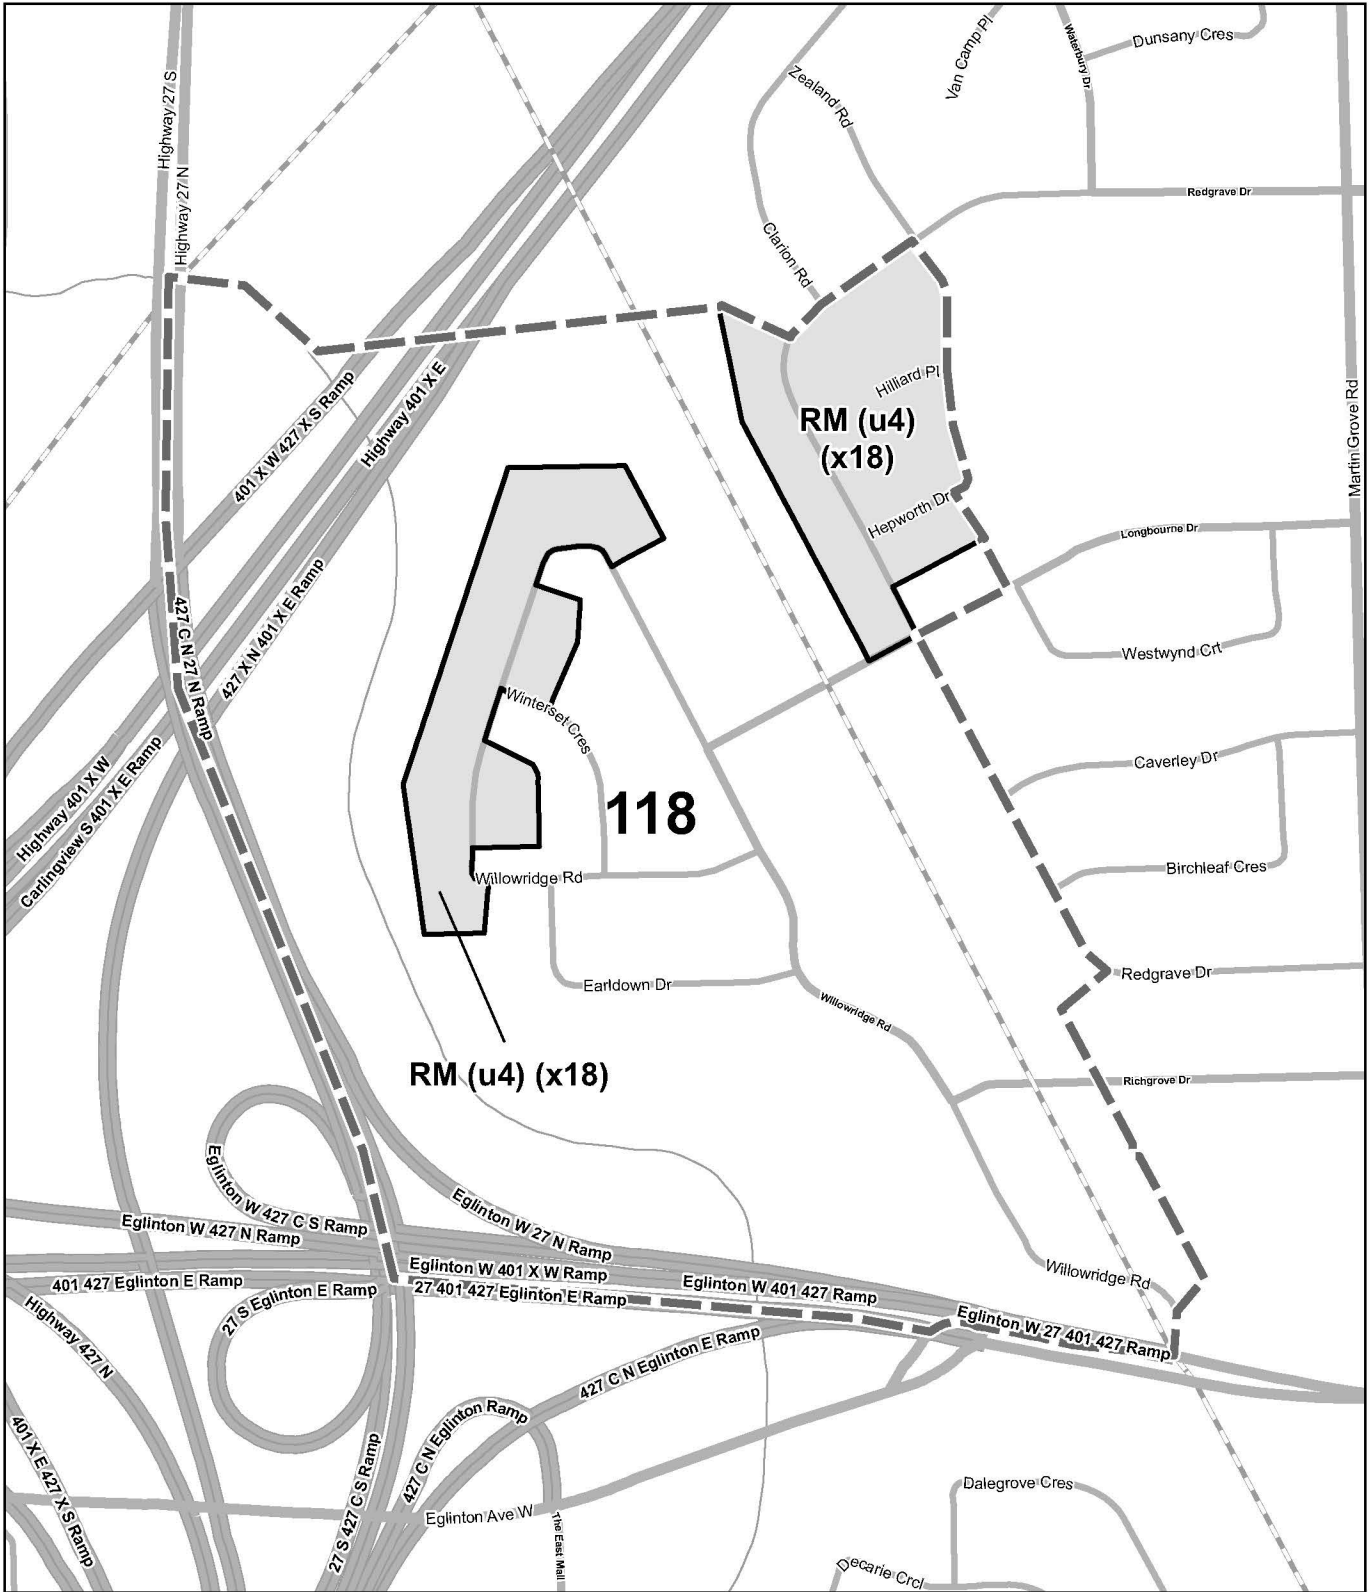 Highway 27 S
Highway 27 N
Zealand Rd
Van Camp Pl
Waterbury Dr
Dunsany Cres
Redgrave Dr
Clarion Rd
Martin Grove Rd
401 X W 427 X S Ramp
Highway 401 X E
Hilliard Pl
RM (u4)
(x18)
Hepworth Dr
Longbourne Dr
427 X N 401 X E Ramp
427 C N 27 N Ramp
Westwynd Crt
Winterset Cres
Caverley Dr
Highway 401 X W
Carlingview S 401 X E Ramp
118
Willowridge Rd
Birchleaf Cres
Earldown Dr
Redgrave Dr
Willowridge Rd
RM (u4) (x18)
Richgrove Dr
Eglinton W 427 C S Ramp
Eglinton W 427 N Ramp
Eglinton W 27 N Ramp
Eglinton W 401 X W Ramp
Willowridge Rd
401 427 Eglinton E Ramp
27 S Eglinton E Ramp
27 401 427 Eglinton E Ramp
Eglinton W 401 427 Ramp
Eglinton W 27 401 427 Ramp
Highway 427 N
427 C N Eglinton E Ramp
427 C N Eglinton Ramp
401 X E 427 X S Ramp
27 S 427 C S Ramp
Eglinton Ave W
The East Mall
Dalegrove Cres
Decarie Crcl